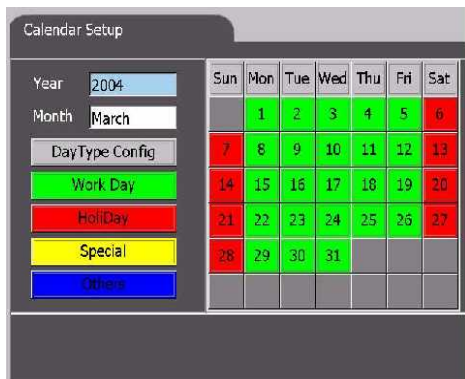 Calendar Setup
Year 2004
Month March
DayType Config
Work Day
HoliDay
Special
Others
Sun Mon Tue Wed Thu Fri Sat
1 2 3 4 5 6
7 8 9 10 11 12 13
14 15 16 17 18 19 20
21 22 23 24 25 26 27
28 29 30 31